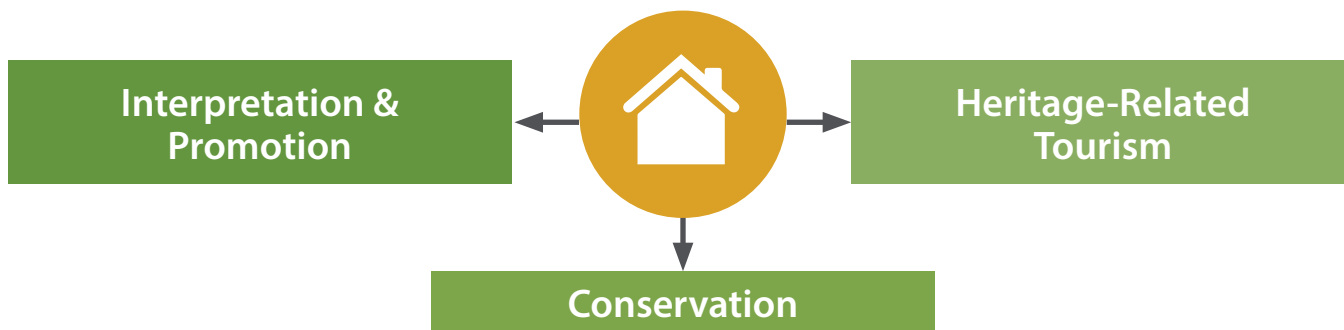 Interpretation &
Promotion
Heritage-Related
Tourism
Conservation